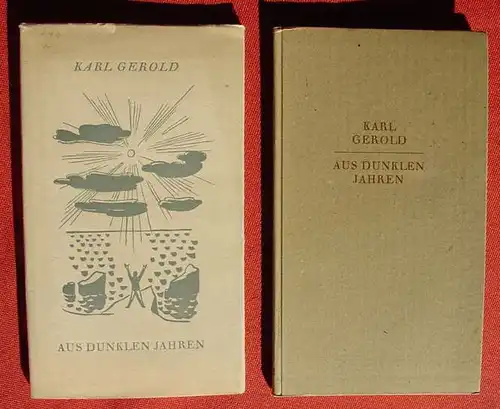 KARL GEROLD
AUS DUNKLEN JAHREN
KARL
GEROLD
AUS DUNKLEN
JAHREN